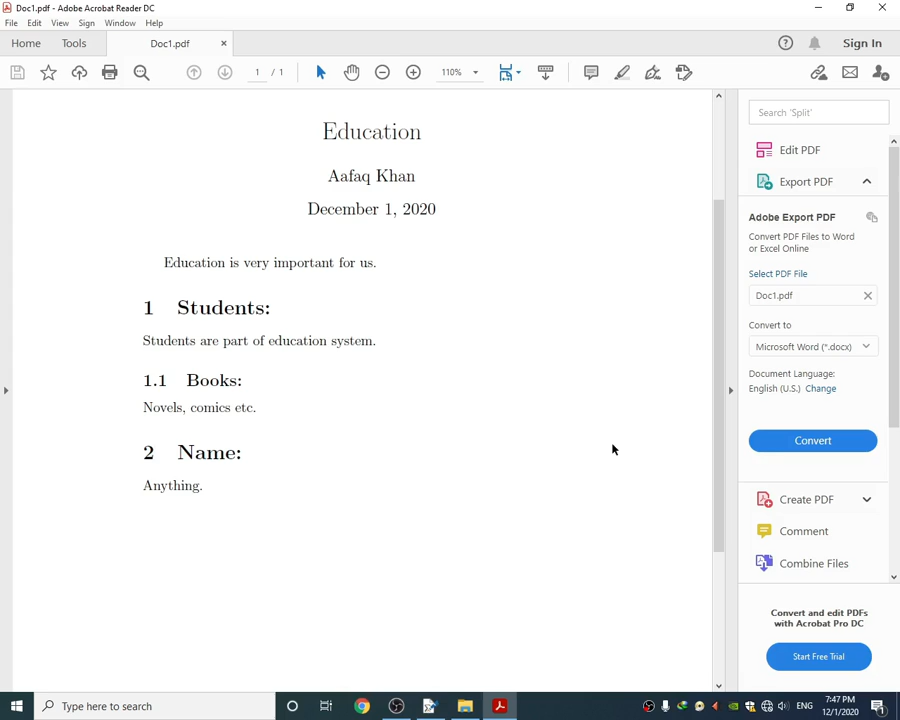 Doc1.pdf - Adobe Acrobat Reader DC
File Edit View Sign Window Help
Home Tools Doc1.pdf × Sign In
1 / 1 110%
Education
Aafaq Khan
December 1, 2020
Education is very important for us.
1 Students:
Students are part of education system.
1.1 Books:
Novels, comics etc.
2 Name:
Anything.
Search 'Split'
Edit PDF
Export PDF
Adobe Export PDF
Convert PDF Files to Word
or Excel Online
Select PDF File
Doc1.pdf
Convert to
Microsoft Word (*.docx)
Document Language:
English (U.S.) Change
Convert
Create PDF
Comment
Combine Files
Convert and edit PDFs
with Acrobat Pro DC
Start Free Trial
Type here to search
ENG
7:47 PM
12/1/2020
1